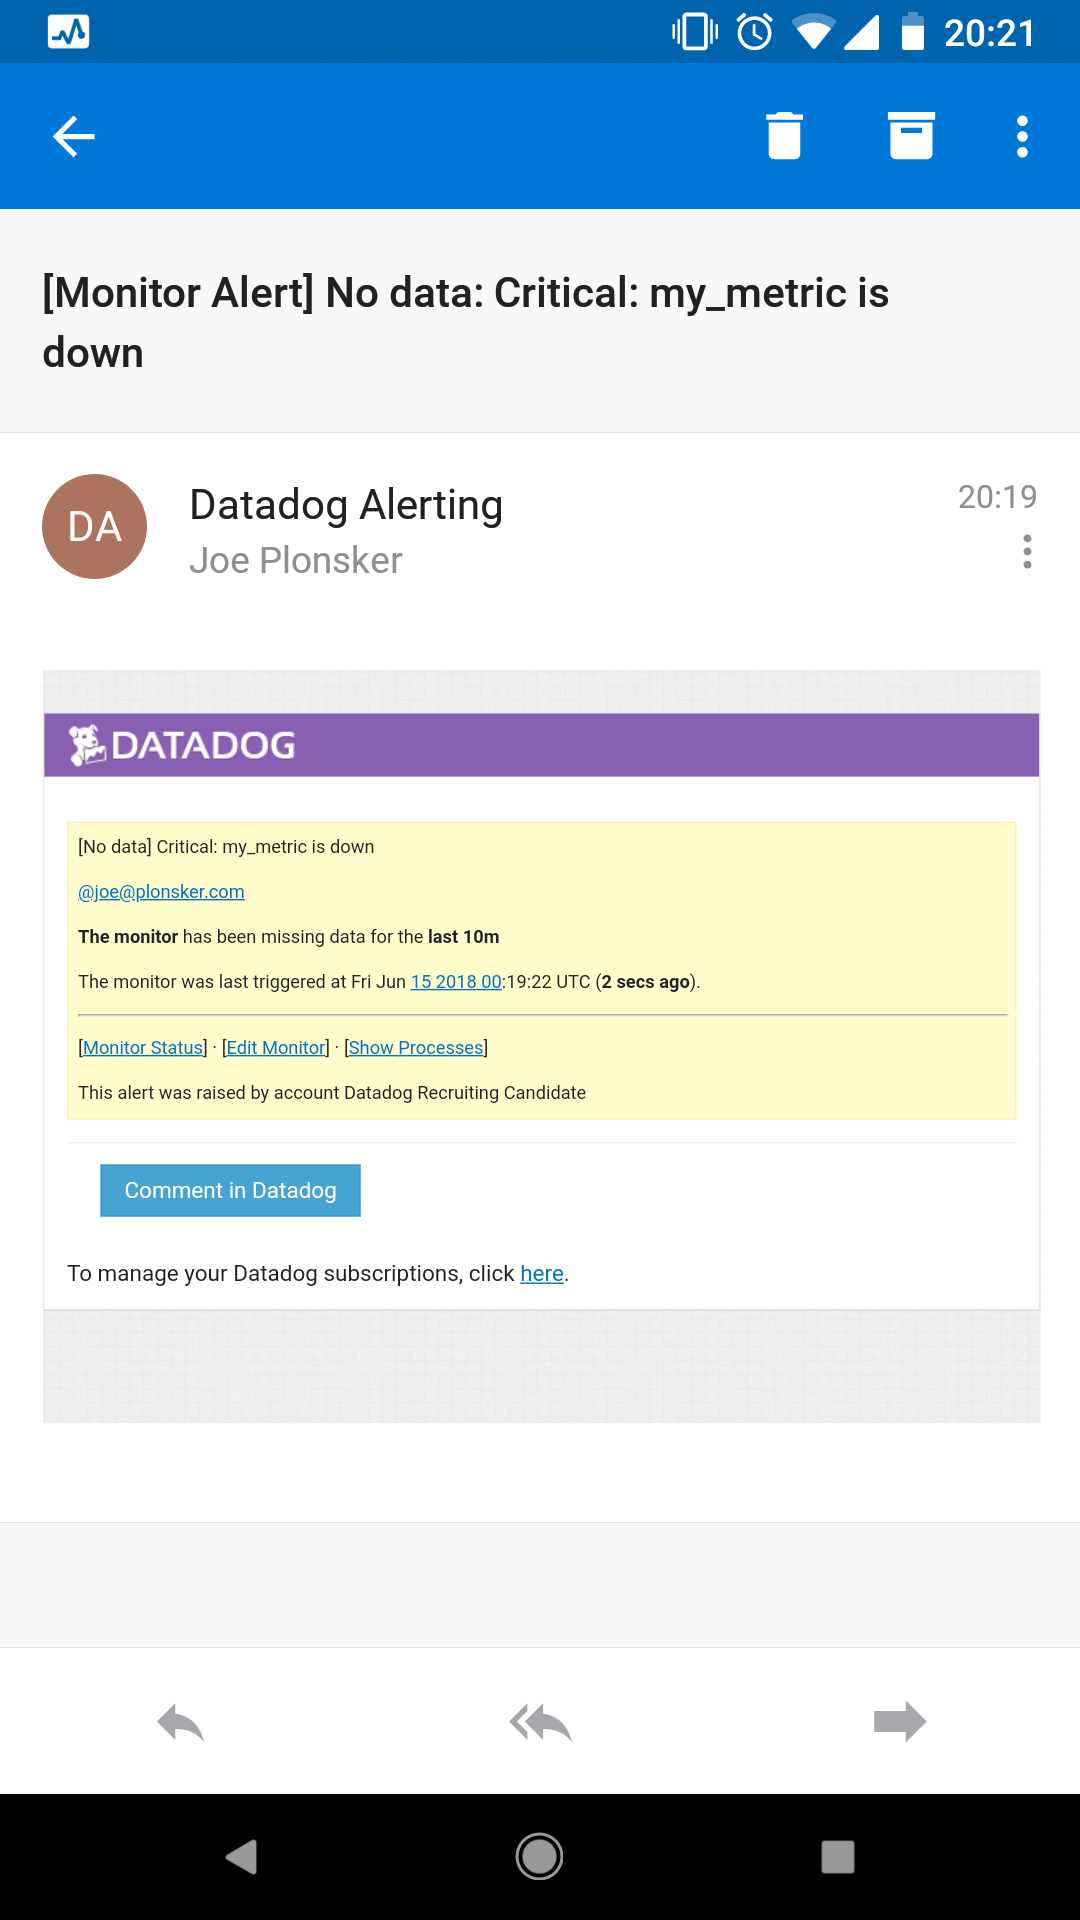 20:21
[Monitor Alert] No data: Critical: my_metric is
down
DA
Datadog Alerting
20:19
Joe Plonsker
DATADOG
[No data] Critical: my_metric is down
@joe@plonsker.com
The monitor has been missing data for the last 10m
The monitor was last triggered at Fri Jun 15 2018 00:19:22 UTC (2 secs ago).
[Monitor Status] · [Edit Monitor] · [Show Processes]
This alert was raised by account Datadog Recruiting Candidate
Comment in Datadog
To manage your Datadog subscriptions, click here.